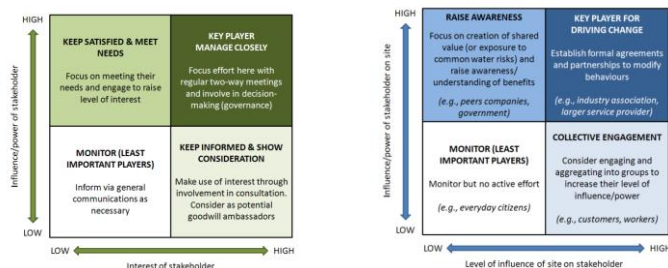 HIGH
LOW
Influence/power of stakeholder
KEEP SATISFIED & MEET
NEEDS
Focus on meeting their
needs and engage to raise
level of interest
KEY PLAYER
MANAGE CLOSELY
Focus effort here with
regular two-way meetings
and involve in decision-
making (governance)
MONITOR (LEAST
IMPORTANT PLAYERS)
Inform via general
communications as
necessary
KEEP INFORMED & SHOW
CONSIDERATION
Make use of interest through
involvement in consultation.
Consider as potential
goodwill ambassadors
LOW
HIGH
Interest of stakeholder
HIGH
LOW
Influence/power of stakeholder on site
RAISE AWARENESS
Focus on creation of shared
value (or exposure to
common water risks) and
raise awareness/
understanding of benefits
(e.g., peers companies,
government)
KEY PLAYER FOR
DRIVING CHANGE
Establish formal agreements
and partnerships to modify
behaviours
(e.g., industry association,
larger service provider)
MONITOR (LEAST
IMPORTANT PLAYERS)
Monitor but no active effort
(e.g., everyday citizens)
COLLECTIVE ENGAGEMENT
Consider engaging and
aggregating into groups to
increase their level of
influence/power
(e.g., customers, workers)
LOW
HIGH
Level of influence of site on stakeholder